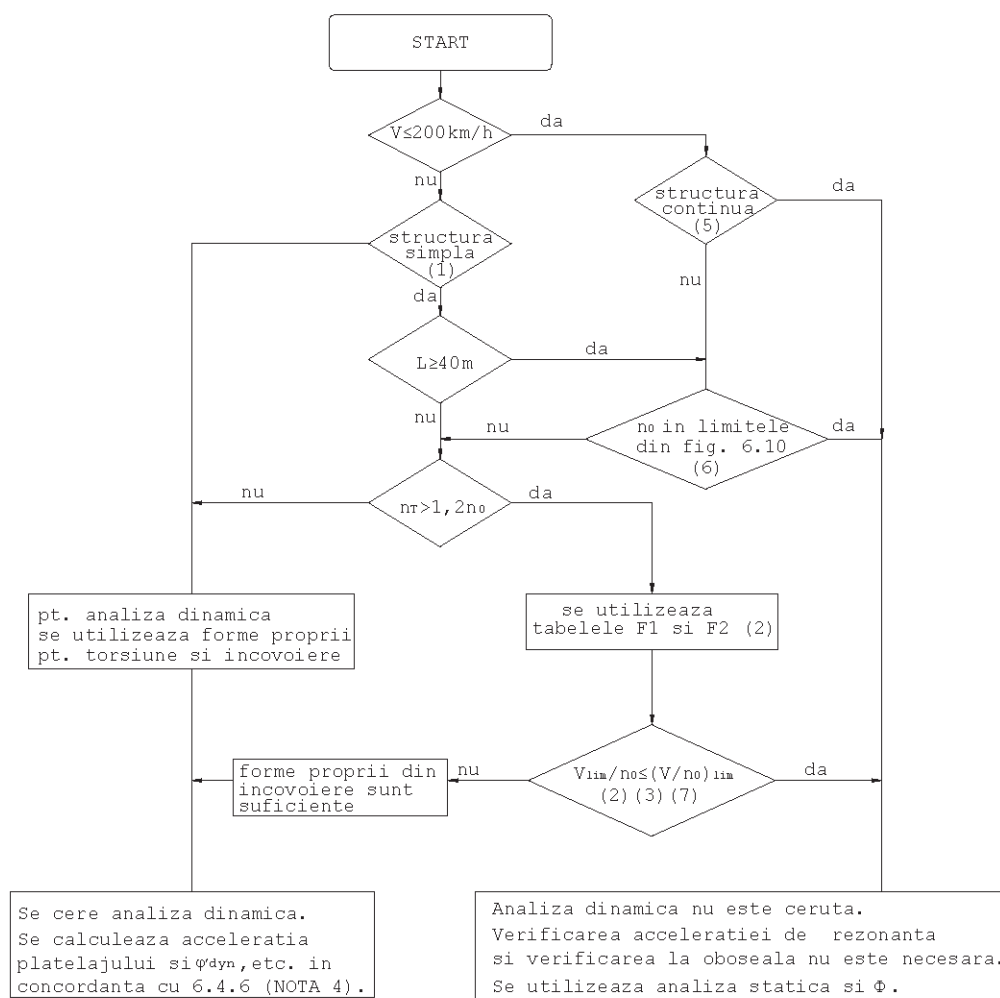 START
V≤200km/h
da
nu
structura
continua
(5)
da
structura
simpla
(1)
nu
da
L≥40m
da
nu
n0 in limitele
din fig. 6.10
(6)
da
nu
nT>1,2n0
nu
da
pt. analiza dinamica
se utilizeaza forme proprii
pt. torsiune si incovoiere
se utilizeaza
tabelele F1 si F2 (2)
Vlim/n0≤(V/n0)lim
(2)(3)(7)
nu
da
forme proprii din
incovoiere sunt
suficiente
Se cere analiza dinamica.
Se calculeaza acceleratia
platelajului si φ'dyn,etc. in
concordanta cu 6.4.6 (NOTA 4).
Analiza dinamica nu este ceruta.
Verificarea acceleratiei de rezonanta
si verificarea la oboseala nu este necesara.
Se utilizeaza analiza statica si Φ.